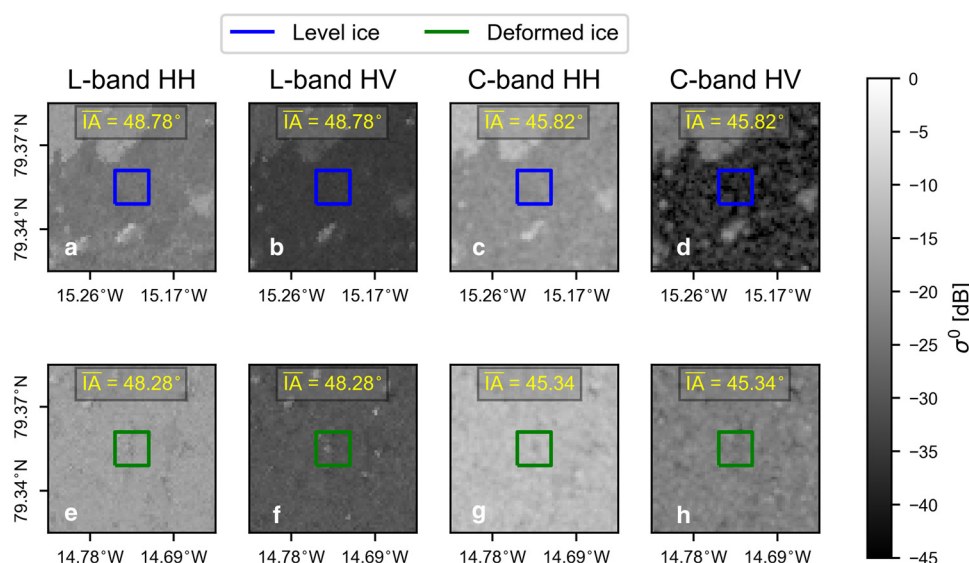 Level ice Deformed ice
L-band HH L-band HV C-band HH C-band HV
IA = 48.78° IA = 48.78° IA = 45.82° IA = 45.82°
79.37°N
79.34°N
a b c d
15.26°W 15.17°W 15.26°W 15.17°W 15.26°W 15.17°W 15.26°W 15.17°W
IA = 48.28° IA = 48.28° IA = 45.34 IA = 45.34°
79.37°N
79.34°N
e f g h
14.78°W 14.69°W 14.78°W 14.69°W 14.78°W 14.69°W 14.78°W 14.69°W
0
−5
−10
−15
−20
−25
−30
−35
−40
−45
σ⁰ [dB]